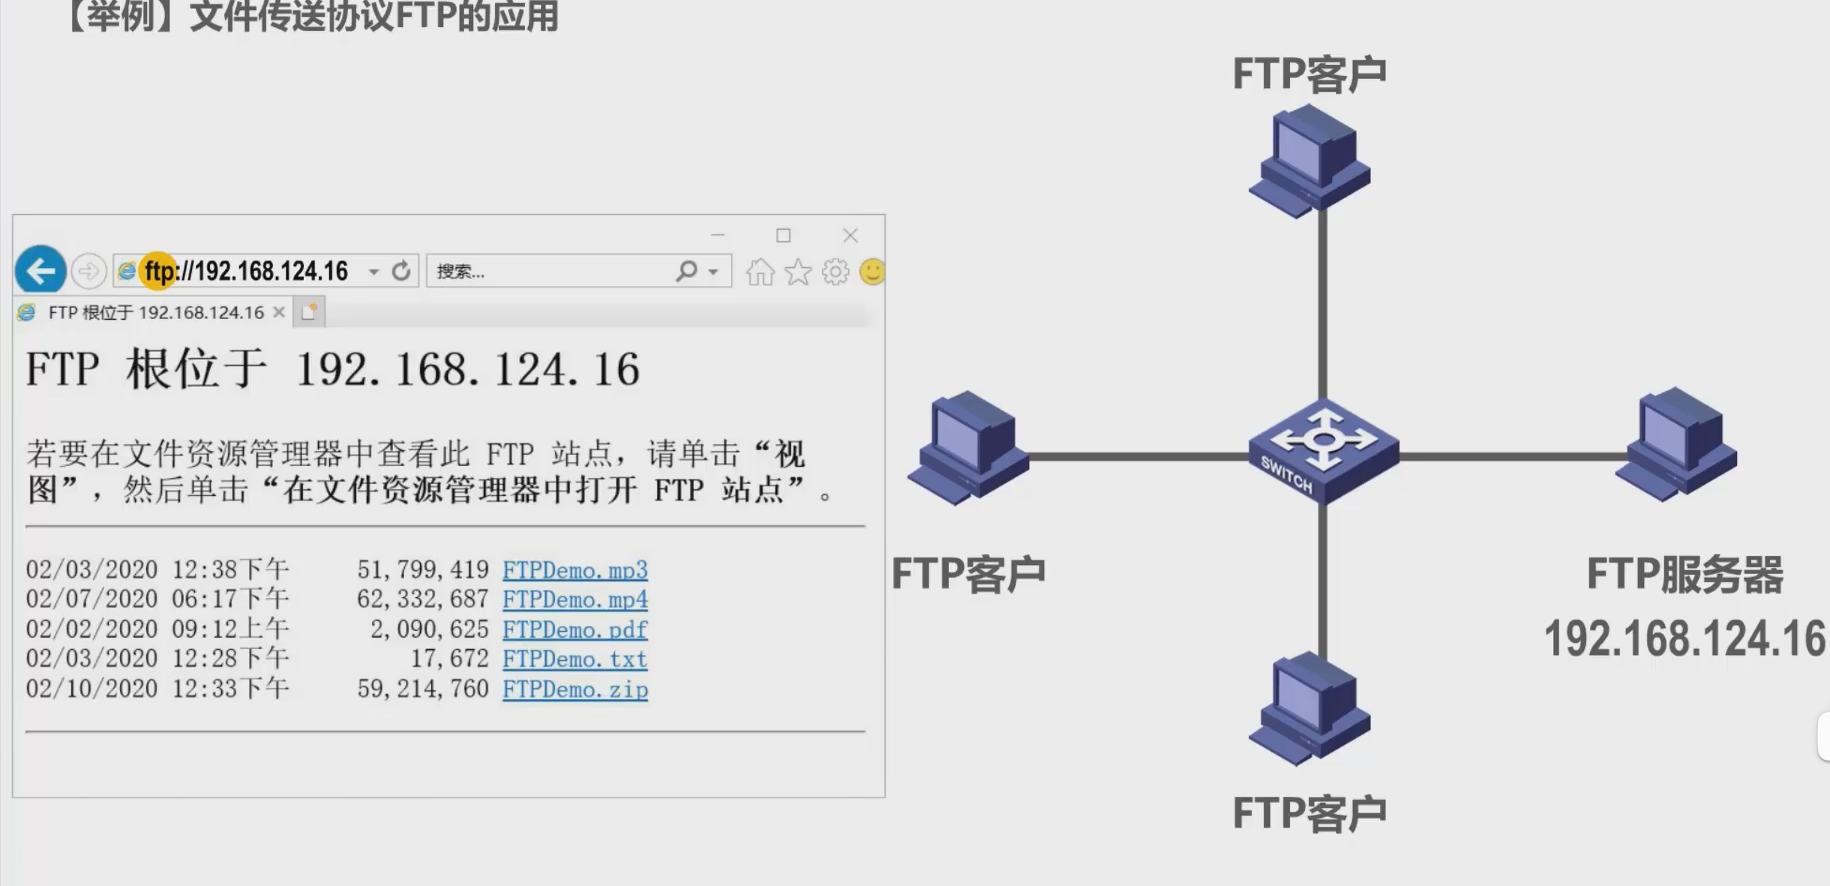 【举例】文件传送协议FTP的应用
FTP客户
ftp://192.168.124.16
搜索...
FTP 根位于 192.168.124.16
FTP 根位于 192.168.124.16
若要在文件资源管理器中查看此 FTP 站点，请单击“视
图”，然后单击“在文件资源管理器中打开 FTP 站点”。
02/03/2020 12:38下午 51,799,419 FTPDemo.mp3
02/07/2020 06:17下午 62,332,687 FTPDemo.mp4
02/02/2020 09:12上午 2,090,625 FTPDemo.pdf
02/03/2020 12:28下午 17,672 FTPDemo.txt
02/10/2020 12:33下午 59,214,760 FTPDemo.zip
SWITCH
FTP客户
FTP服务器
192.168.124.16
FTP客户